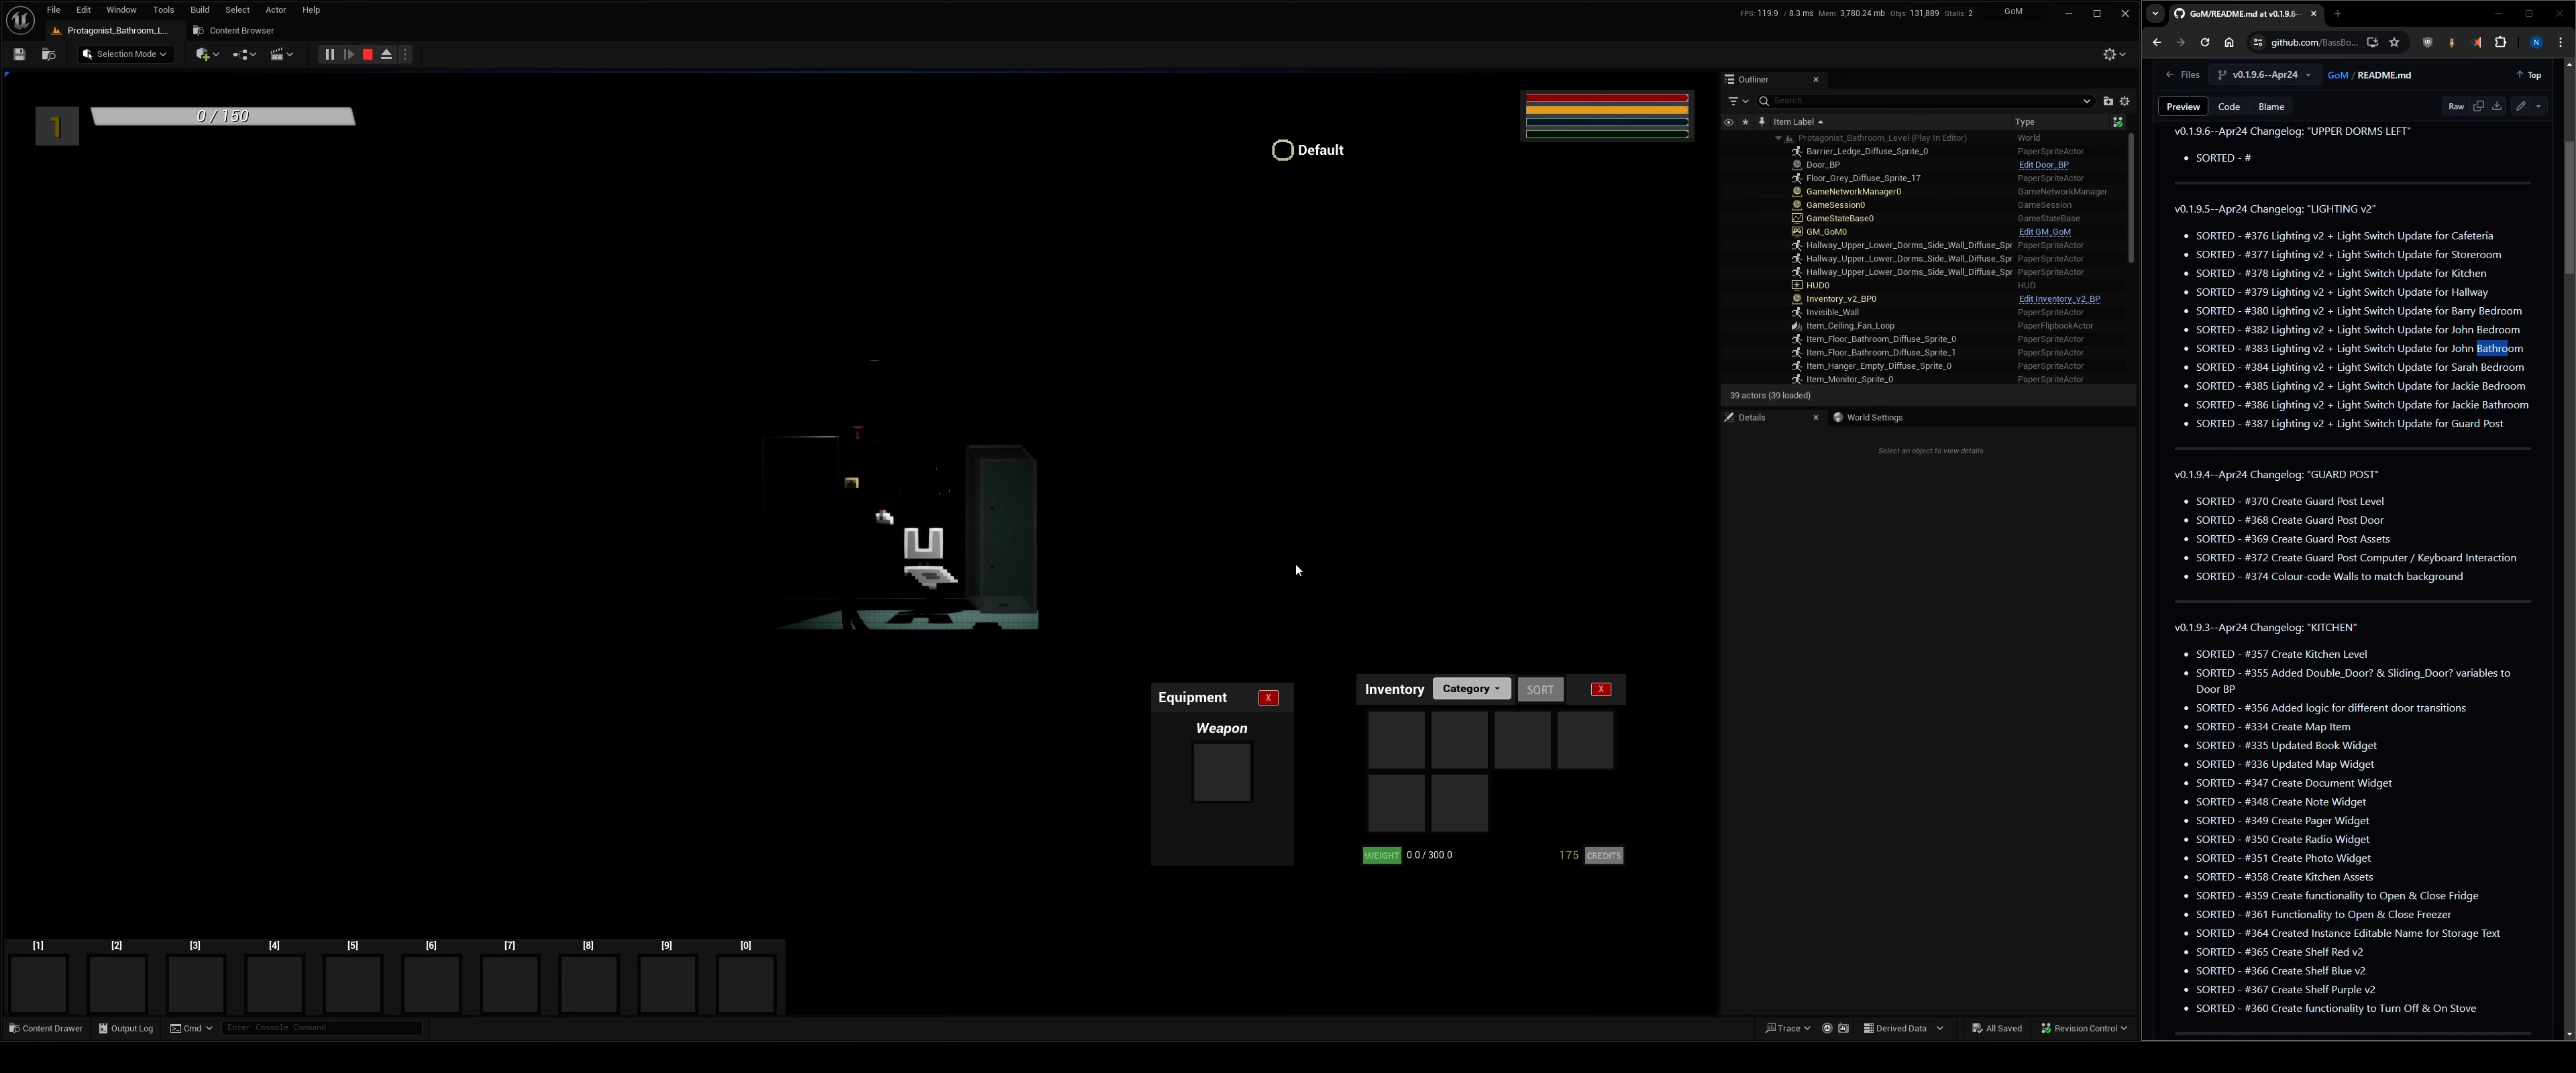 File Edit Window Tools Build Select Actor Help
FPS: 119.9 / 8.3 ms Mem: 3,780.24 mb Objs: 131,889 Stalls: 2
GoM
Protagonist_Bathroom_L...
Content Browser
Selection Mode
1
0 / 150
Default
Equipment
X
Weapon
Inventory
Category
SORT
X
WEIGHT
0.0 / 300.0
175
CREDITS
[1] [2] [3] [4] [5] [6] [7] [8] [9] [0]
Content Drawer
Output Log
Cmd
Enter Console Command
Trace
Derived Data
All Saved
Revision Control
Outliner
Search...
Item Label
Type
Protagonist_Bathroom_Level (Play In Editor) World
Barrier_Ledge_Diffuse_Sprite_0 PaperSpriteActor
Door_BP Edit Door_BP
Floor_Grey_Diffuse_Sprite_17 PaperSpriteActor
GameNetworkManager0 GameNetworkManager
GameSession0 GameSession
GameStateBase0 GameStateBase
GM_GoM0 Edit GM_GoM
Hallway_Upper_Lower_Dorms_Side_Wall_Diffuse_Spr PaperSpriteActor
Hallway_Upper_Lower_Dorms_Side_Wall_Diffuse_Spr PaperSpriteActor
Hallway_Upper_Lower_Dorms_Side_Wall_Diffuse_Spr PaperSpriteActor
HUD0 HUD
Inventory_v2_BP0 Edit Inventory_v2_BP
Invisible_Wall PaperSpriteActor
Item_Ceiling_Fan_Loop PaperFlipbookActor
Item_Floor_Bathroom_Diffuse_Sprite_0 PaperSpriteActor
Item_Floor_Bathroom_Diffuse_Sprite_1 PaperSpriteActor
Item_Hanger_Empty_Diffuse_Sprite_0 PaperSpriteActor
Item_Monitor_Sprite_0 PaperSpriteActor
39 actors (39 loaded)
Details
World Settings
Select an object to view details.
GoM/README.md at v0.1.9.6-
github.com/BassBo...
N
Files
v0.1.9.6--Apr24
GoM / README.md
Top
Preview Code Blame
Raw
v0.1.9.6--Apr24 Changelog: "UPPER DORMS LEFT"
SORTED - #
v0.1.9.5--Apr24 Changelog: "LIGHTING v2"
SORTED - #376 Lighting v2 + Light Switch Update for Cafeteria
SORTED - #377 Lighting v2 + Light Switch Update for Storeroom
SORTED - #378 Lighting v2 + Light Switch Update for Kitchen
SORTED - #379 Lighting v2 + Light Switch Update for Hallway
SORTED - #380 Lighting v2 + Light Switch Update for Barry Bedroom
SORTED - #382 Lighting v2 + Light Switch Update for John Bedroom
SORTED - #383 Lighting v2 + Light Switch Update for John Bathroom
SORTED - #384 Lighting v2 + Light Switch Update for Sarah Bedroom
SORTED - #385 Lighting v2 + Light Switch Update for Jackie Bedroom
SORTED - #386 Lighting v2 + Light Switch Update for Jackie Bathroom
SORTED - #387 Lighting v2 + Light Switch Update for Guard Post
v0.1.9.4--Apr24 Changelog: "GUARD POST"
SORTED - #370 Create Guard Post Level
SORTED - #368 Create Guard Post Door
SORTED - #369 Create Guard Post Assets
SORTED - #372 Create Guard Post Computer / Keyboard Interaction
SORTED - #374 Colour-code Walls to match background
v0.1.9.3--Apr24 Changelog: "KITCHEN"
SORTED - #357 Create Kitchen Level
SORTED - #355 Added Double_Door? & Sliding_Door? variables to
Door BP
SORTED - #356 Added logic for different door transitions
SORTED - #334 Create Map Item
SORTED - #335 Updated Book Widget
SORTED - #336 Updated Map Widget
SORTED - #347 Create Document Widget
SORTED - #348 Create Note Widget
SORTED - #349 Create Pager Widget
SORTED - #350 Create Radio Widget
SORTED - #351 Create Photo Widget
SORTED - #358 Create Kitchen Assets
SORTED - #359 Create functionality to Open & Close Fridge
SORTED - #361 Functionality to Open & Close Freezer
SORTED - #364 Created Instance Editable Name for Storage Text
SORTED - #365 Create Shelf Red v2
SORTED - #366 Create Shelf Blue v2
SORTED - #367 Create Shelf Purple v2
SORTED - #360 Create functionality to Turn Off & On Stove